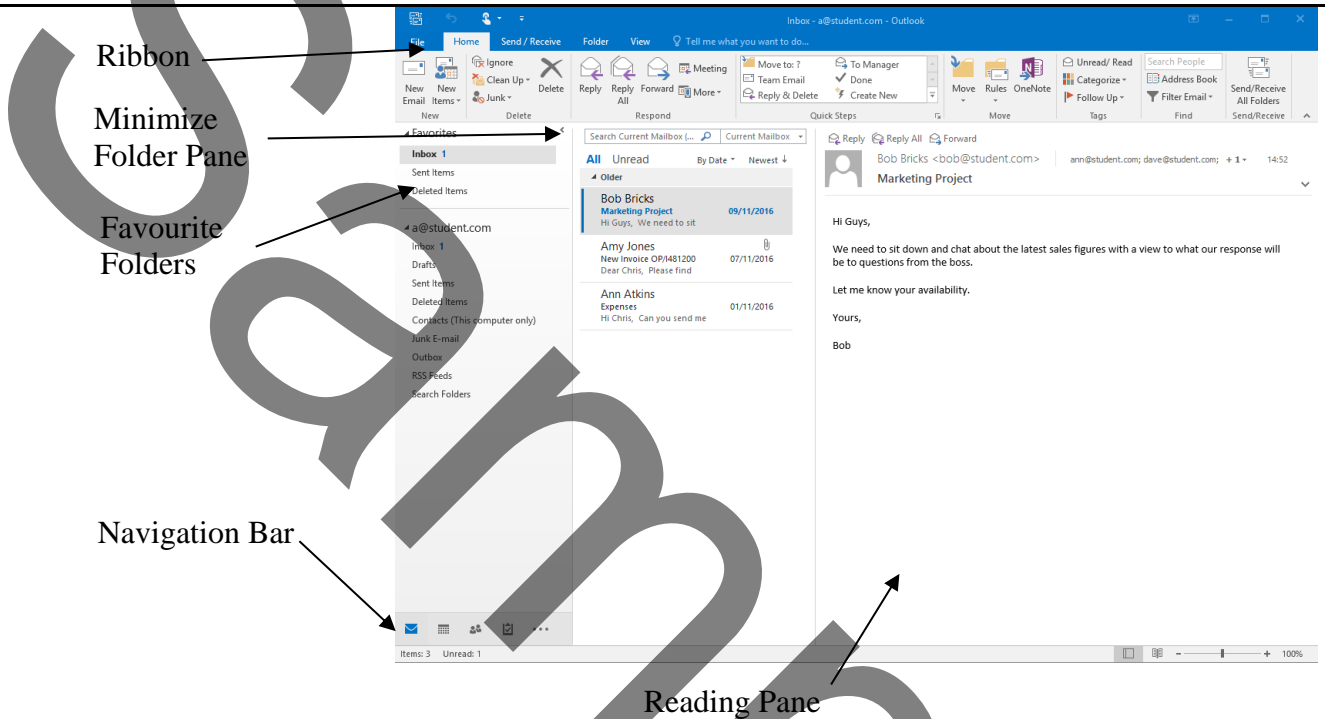 Inbox - a@student.com - Outlook
File Home Send / Receive Folder View Tell me what you want to do...
Ribbon
Minimize
Folder Pane
Favourite
Folders
Navigation Bar
Reading Pane
New Email
New Items
New
Ignore
Clean Up
Junk
Delete
Delete
Reply
Reply All
Forward
Meeting
More
Respond
Move to: ?
Team Email
Reply & Delete
To Manager
Done
Create New
Quick Steps
Move
Rules
OneNote
Move
Unread/ Read
Categorize
Follow Up
Tags
Search People
Address Book
Filter Email
Find
Send/Receive
All Folders
Send/Receive
Favorites
Inbox 1
Sent Items
Deleted Items
a@student.com
Inbox 1
Drafts
Sent Items
Deleted Items
Contacts (This computer only)
Junk E-mail
Outbox
RSS Feeds
Search Folders
Search Current Mailbox (... Current Mailbox
All Unread By Date Newest ↓
Older
Bob Bricks
Marketing Project 09/11/2016
Hi Guys, We need to sit
Amy Jones
New Invoice OP/I481200 07/11/2016
Dear Chris, Please find
Ann Atkins
Expenses 01/11/2016
Hi Chris, Can you send me
Reply Reply All Forward
Bob Bricks <bob@student.com> ann@student.com; dave@student.com; + 1 14:52
Marketing Project
Hi Guys,
We need to sit down and chat about the latest sales figures with a view to what our response will
be to questions from the boss.
Let me know your availability.
Yours,
Bob
Items: 3 Unread: 1
- + 100%
Sam